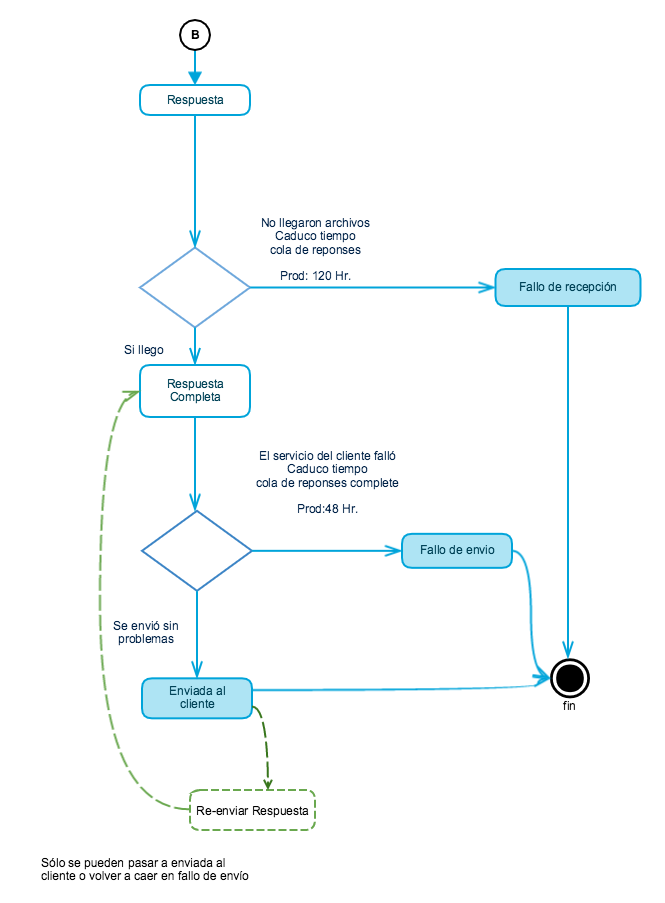 B
Respuesta
No llegaron archivos
Caduco tiempo
cola de reponses
Prod: 120 Hr.
Fallo de recepción
Si llego
Respuesta
Completa
El servicio del cliente falló
Caduco tiempo
cola de reponses complete
Prod:48 Hr.
Fallo de envio
Se envió sin
problemas
Enviada al
cliente
fin
Re-enviar Respuesta
Sólo se pueden pasar a enviada al
cliente o volver a caer en fallo de envío